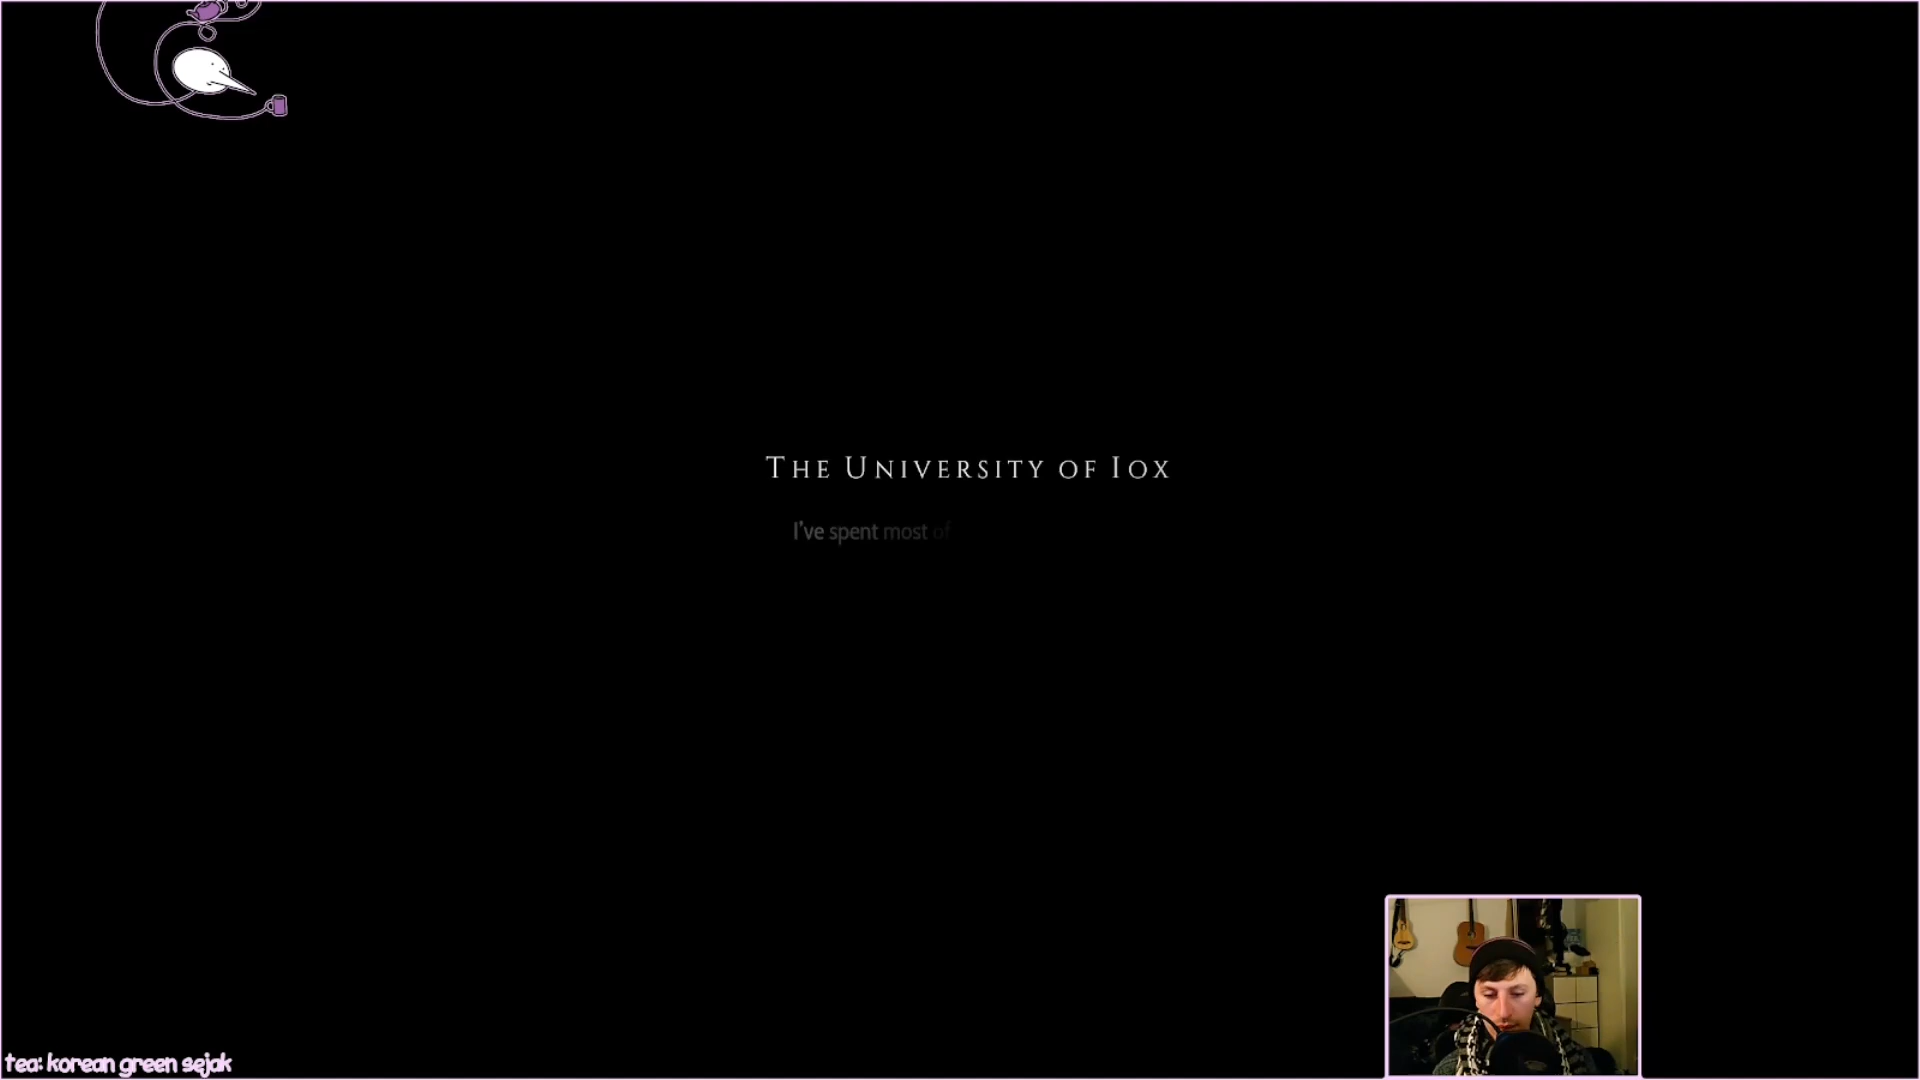 The University of Iox
I've spent most of
tea: korean green sejak